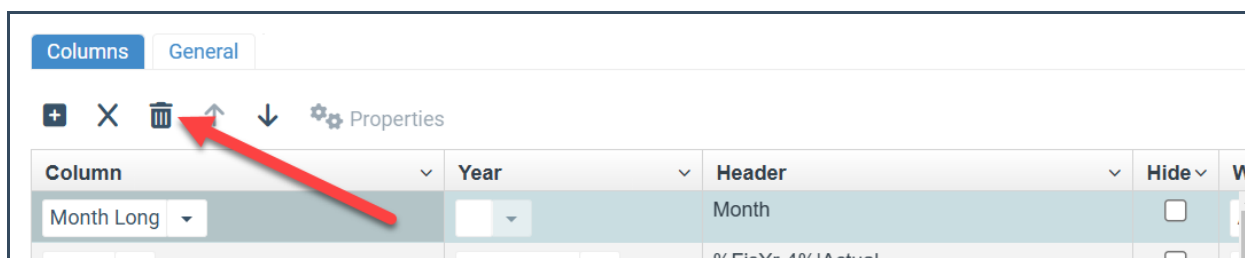 Columns General
Properties
Column Year Header Hide
Month Long Month